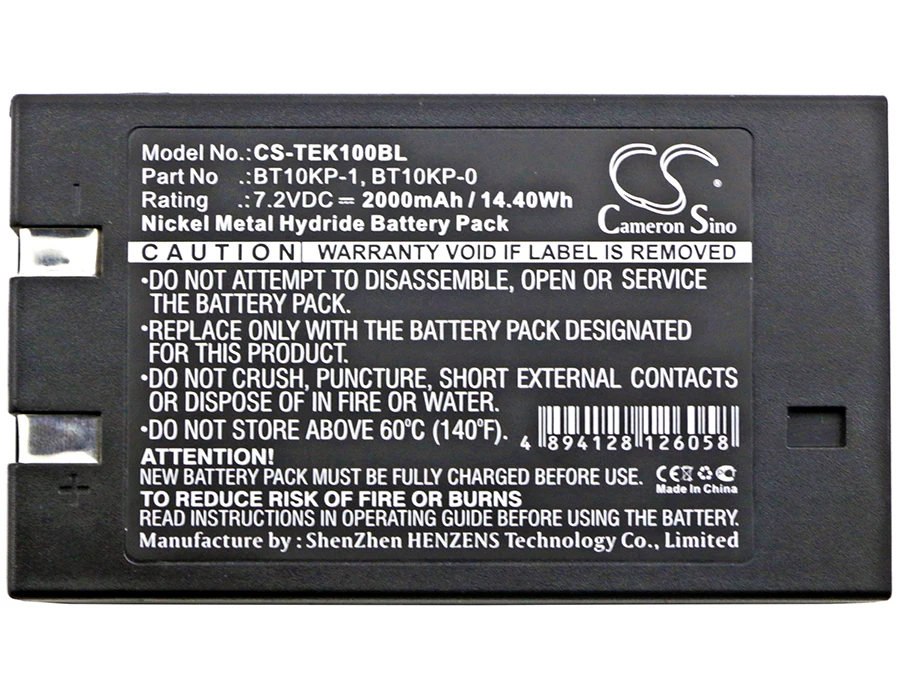 Model No.:CS-TEK100BL
Part No .:BT10KP-1, BT10KP-0
Rating .:7.2VDC ⎓ 2000mAh / 14.40Wh
Nickel Metal Hydride Battery Pack
CS
Cameron Sino
CAUTION WARRANTY VOID IF LABEL IS REMOVED
•DO NOT ATTEMPT TO DISASSEMBLE, OPEN OR SERVICE
THE BATTERY PACK.
•REPLACE ONLY WITH THE BATTERY PACK DESIGNATED
FOR THIS PRODUCT.
•DO NOT CRUSH, PUNCTURE, SHORT EXTERNAL CONTACTS
OR DISPOSE OF IN FIRE OR WATER.
•DO NOT STORE ABOVE 60°C (140°F).
4 894128 126058
ATTENTION!
NEW BATTERY PACK MUST BE FULLY CHARGED BEFORE USE.
CE
Made In China
TO REDUCE RISK OF FIRE OR BURNS
READ INSTRUCTIONS IN OPERATING GUIDE BEFORE USING THE BATTERY.
Manufacture by : ShenZhen HENZENS Technology Co., Limited
-
+